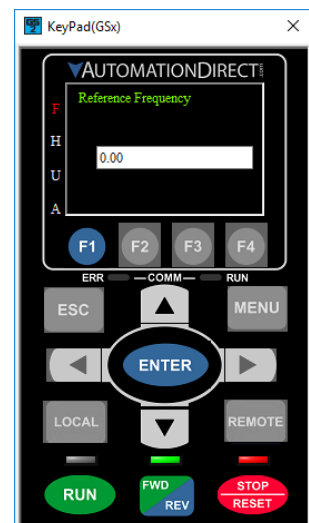 KeyPad(GSx)
AUTOMATIONDIRECT
Reference Frequency
F
H
0.00
U
A
F1 F2 F3 F4
ERR COMM RUN
ESC MENU
ENTER
LOCAL REMOTE
RUN FWD REV STOP RESET